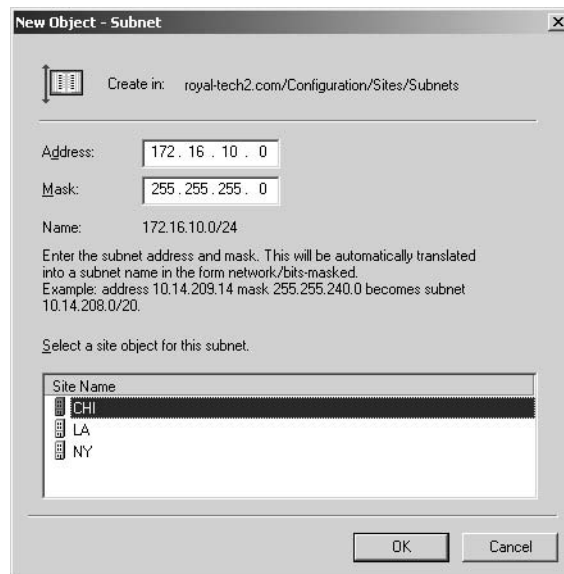 New Object - Subnet
Create in: royal-tech2.com/Configuration/Sites/Subnets
Address: 172 . 16 . 10 . 0
Mask: 255 . 255 . 255 . 0
Name: 172.16.10.0/24
Enter the subnet address and mask. This will be automatically translated
into a subnet name in the form network/bits-masked.
Example: address 10.14.209.14 mask 255.255.240.0 becomes subnet
10.14.208.0/20.
Select a site object for this subnet.
Site Name
CHI
LA
NY
OK Cancel